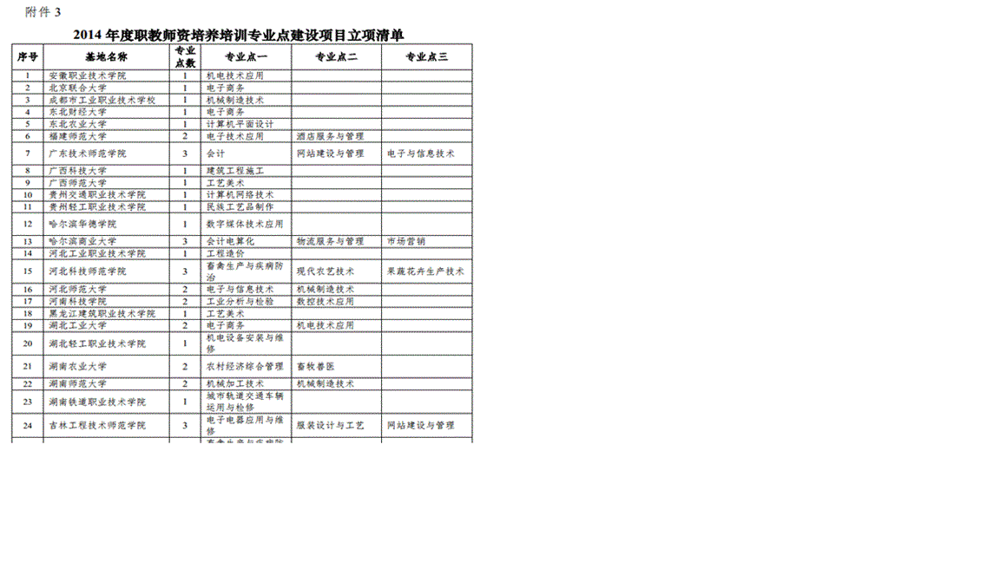 附件 3
2014 年度职教师资培养培训专业点建设项目立项清单
序号 基地名称 专业点数 专业点一 专业点二 专业点三
1 安徽职业技术学院 1 机电技术应用
2 北京联合大学 1 电子商务
3 成都市工业职业技术学校 1 机械制造技术
4 东北财经大学 1 电子商务
5 东北农业大学 1 计算机平面设计
6 福建师范大学 2 电子技术应用 酒店服务与管理
7 广东技术师范学院 3 会计 网站建设与管理 电子与信息技术
8 广西科技大学 1 建筑工程施工
9 广西师范大学 1 工艺美术
10 贵州交通职业技术学院 1 计算机网络技术
11 贵州轻工职业技术学院 1 民族工艺品制作
12 哈尔滨华德学院 1 数字媒体技术应用
13 哈尔滨商业大学 3 会计电算化 物流服务与管理 市场营销
14 河北工业职业技术学院 1 工程造价
15 河北科技师范学院 3 畜禽生产与疾病防治 现代农艺技术 果蔬花卉生产技术
16 河北师范大学 2 电子与信息技术 机械制造技术
17 河南科技学院 2 工业分析与检验 数控技术应用
18 黑龙江建筑职业技术学院 1 工艺美术
19 湖北工业大学 2 电子商务 机电技术应用
20 湖北轻工职业技术学院 1 机电设备安装与维修
21 湖南农业大学 2 农村经济综合管理 畜牧兽医
22 湖南师范大学 2 机械加工技术 机械制造技术
23 湖南铁道职业技术学院 1 城市轨道交通车辆运用与检修
24 吉林工程技术师范学院 3 电子电器应用与维修 服装设计与工艺 网站建设与管理